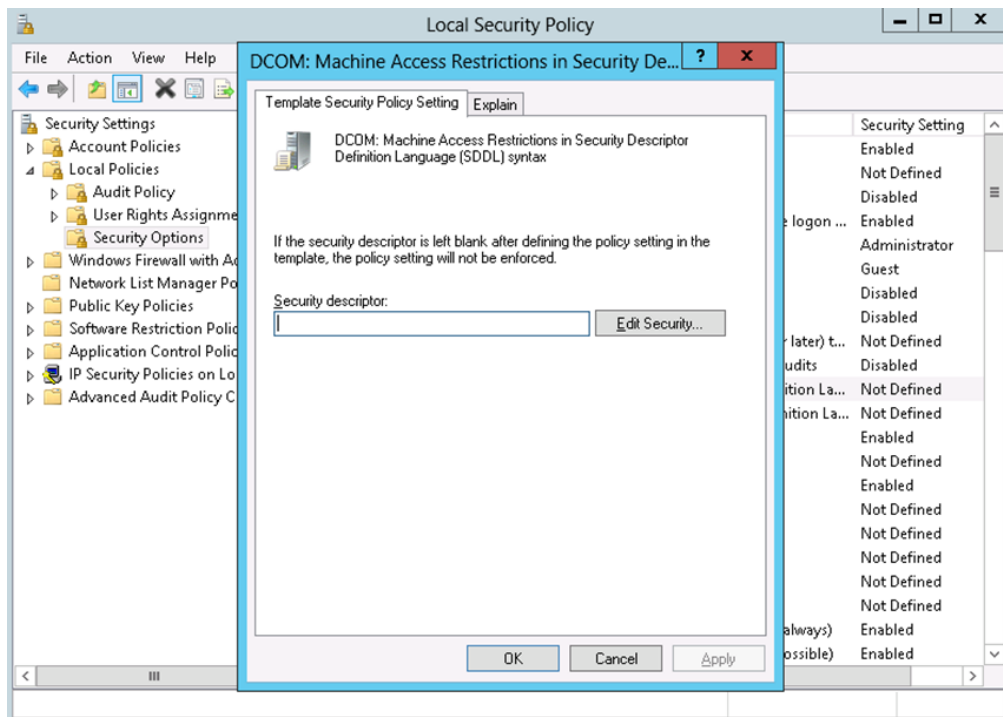 Local Security Policy
File Action View Help
DCOM: Machine Access Restrictions in Security De...
?
Template Security Policy Setting
Explain
DCOM: Machine Access Restrictions in Security Descriptor
Definition Language (SDDL) syntax
If the security descriptor is left blank after defining the policy setting in the
template, the policy setting will not be enforced.
Security descriptor:
Edit Security...
OK
Cancel
Apply
Security Settings
Account Policies
Local Policies
Audit Policy
User Rights Assignme
Security Options
Windows Firewall with Ad
Network List Manager Po
Public Key Policies
Software Restriction Polic
Application Control Polic
IP Security Policies on Lo
Advanced Audit Policy C
Security Setting
Enabled
Not Defined
Disabled
e logon ... Enabled
Administrator
Guest
Disabled
Disabled
r later) t... Not Defined
udits Disabled
ition La... Not Defined
nition La... Not Defined
Enabled
Not Defined
Enabled
Not Defined
Not Defined
Not Defined
Not Defined
Not Defined
always) Enabled
ossible) Enabled